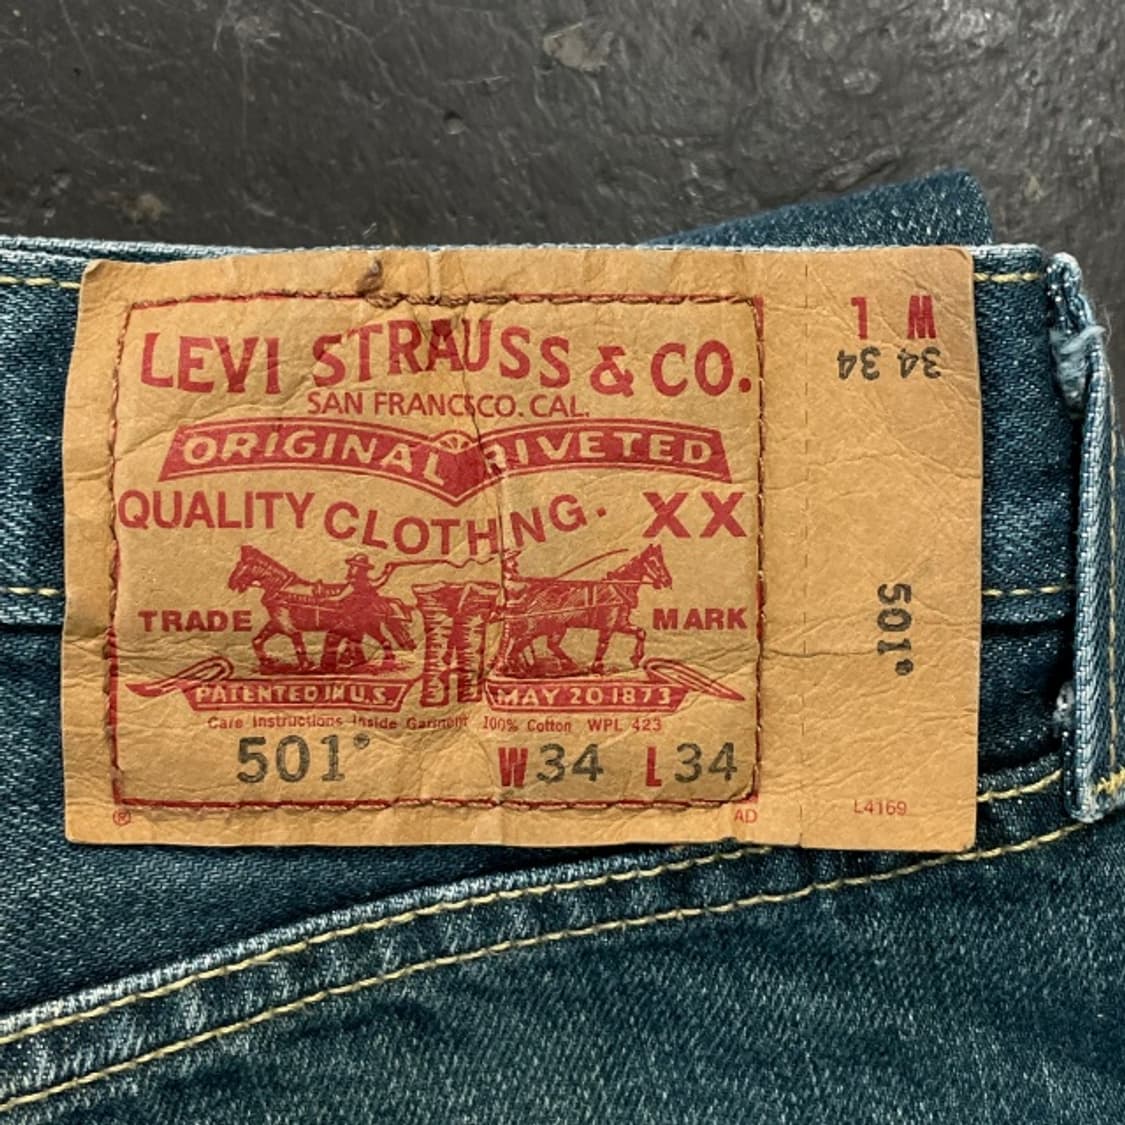 LEVI STRAUSS & CO.
SAN FRANCISCO. CAL.
ORIGINAL RIVETED
QUALITY CLOTHING. XX
TRADE MARK
PATENTED IN U.S. MAY 20 1873
Care Instructions Inside Garment 100% Cotton WPL 423
501® W34 L34
® AD
W L
34 34 34
501®
L4169